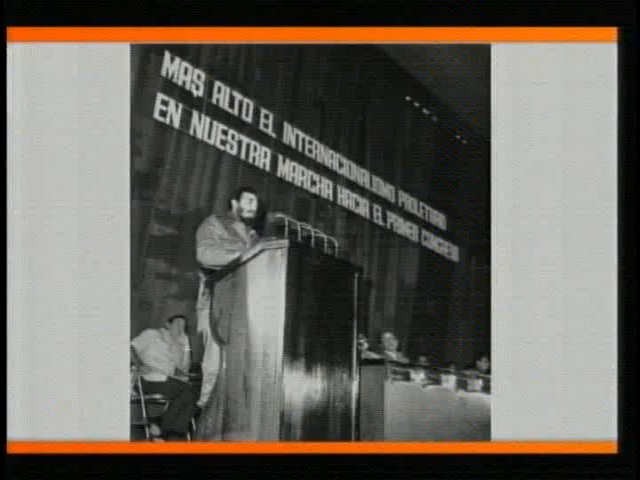 MAS ALTO EL INTERNACIONALISMO PROLETARIO
EN NUESTRA MARCHA HACIA EL PRIMER CONGRESO